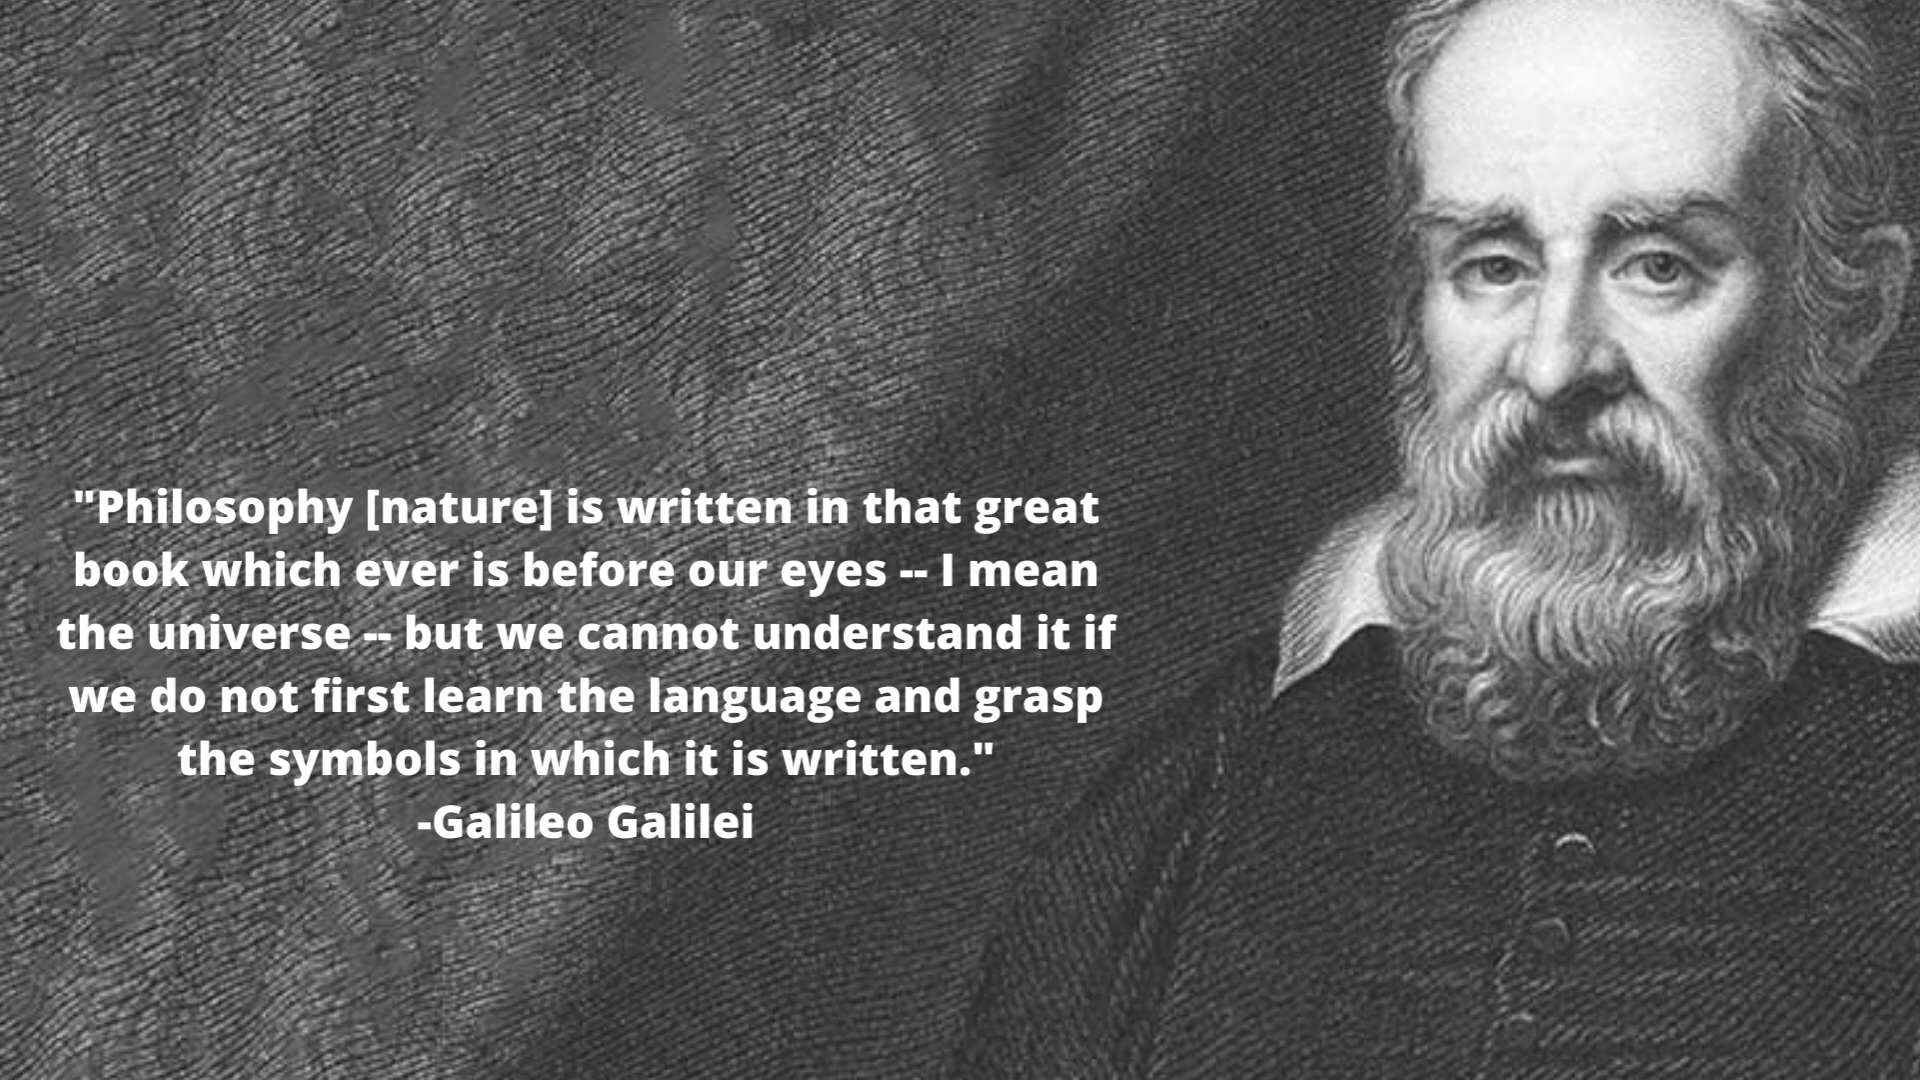 "Philosophy [nature] is written in that great
book which ever is before our eyes -- I mean
the universe -- but we cannot understand it if
we do not first learn the language and grasp
the symbols in which it is written."
-Galileo Galilei